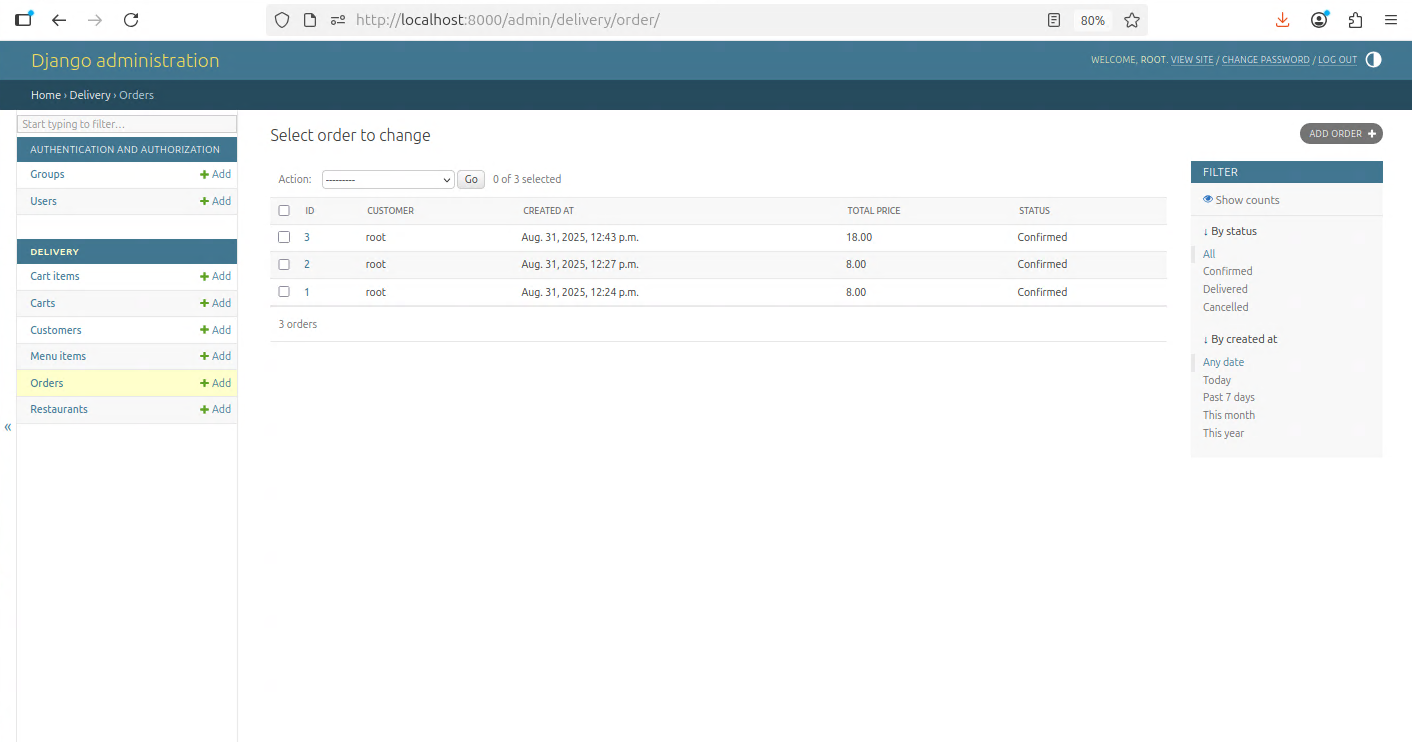 http://localhost:8000/admin/delivery/order/ 80%
Django administration
WELCOME, ROOT. VIEW SITE / CHANGE PASSWORD / LOG OUT
Home › Delivery › Orders
Start typing to filter...
AUTHENTICATION AND AUTHORIZATION
Groups + Add
Users + Add
DELIVERY
Cart items + Add
Carts + Add
Customers + Add
Menu items + Add
Orders + Add
Restaurants + Add
«
Select order to change
ADD ORDER +
Action: --------- Go 0 of 3 selected
ID CUSTOMER CREATED AT TOTAL PRICE STATUS
3 root Aug. 31, 2025, 12:43 p.m. 18.00 Confirmed
2 root Aug. 31, 2025, 12:27 p.m. 8.00 Confirmed
1 root Aug. 31, 2025, 12:24 p.m. 8.00 Confirmed
3 orders
FILTER
Show counts
↓ By status
All
Confirmed
Delivered
Cancelled
↓ By created at
Any date
Today
Past 7 days
This month
This year